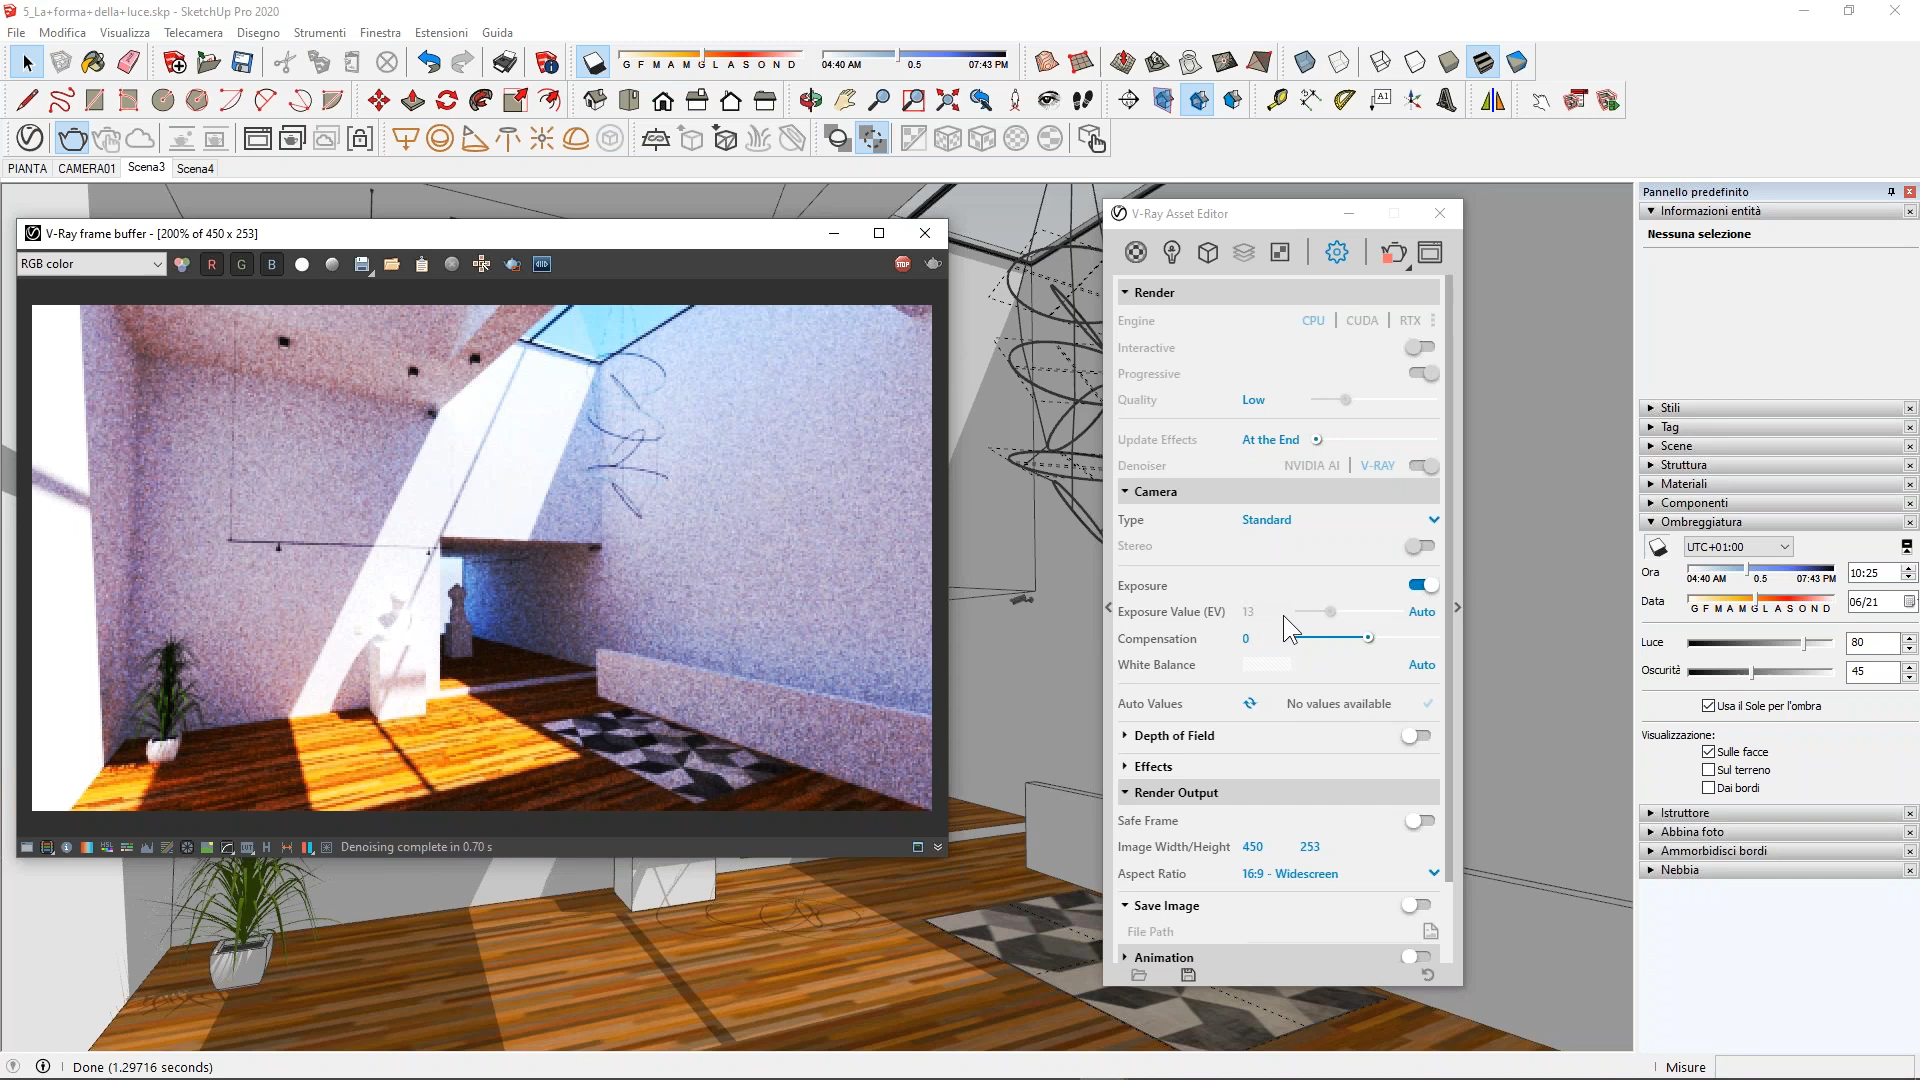 5_La+forma+della+luce.skp - SketchUp Pro 2020
File Modifica Visualizza Telecamera Disegno Strumenti Finestra Estensioni Guida
G F M A M G L A S O N D 04:40 AM 0.5 07:43 PM
PIANTA CAMERA01 Scena3 Scena4
V-Ray frame buffer - [200% of 450 x 253]
RGB color R G B STOP
Denoising complete in 0.70 s
V-Ray Asset Editor
Render
Engine CPU CUDA RTX
Interactive
Progressive
Quality Low
Update Effects At the End
Denoiser NVIDIA AI V-RAY
Camera
Type Standard
Stereo
Exposure
Exposure Value (EV) 13 Auto
Compensation 0
White Balance Auto
Auto Values No values available
Depth of Field
Effects
Render Output
Safe Frame
Image Width/Height 450 253
Aspect Ratio 16:9 - Widescreen
Save Image
File Path
Animation
Pannello predefinito
Informazioni entità
Nessuna selezione
Stili
Tag
Scene
Struttura
Materiali
Componenti
Ombreggiatura
UTC+01:00
Ora 04:40 AM 0.5 07:43 PM 10:25
Data G F M A M G L A S O N D 06/21
Luce 80
Oscurità 45
Usa il Sole per l'ombra
Visualizzazione:
Sulle facce
Sul terreno
Dai bordi
Istruttore
Abbina foto
Ammorbidisci bordi
Nebbia
Done (1.29716 seconds)
Misure